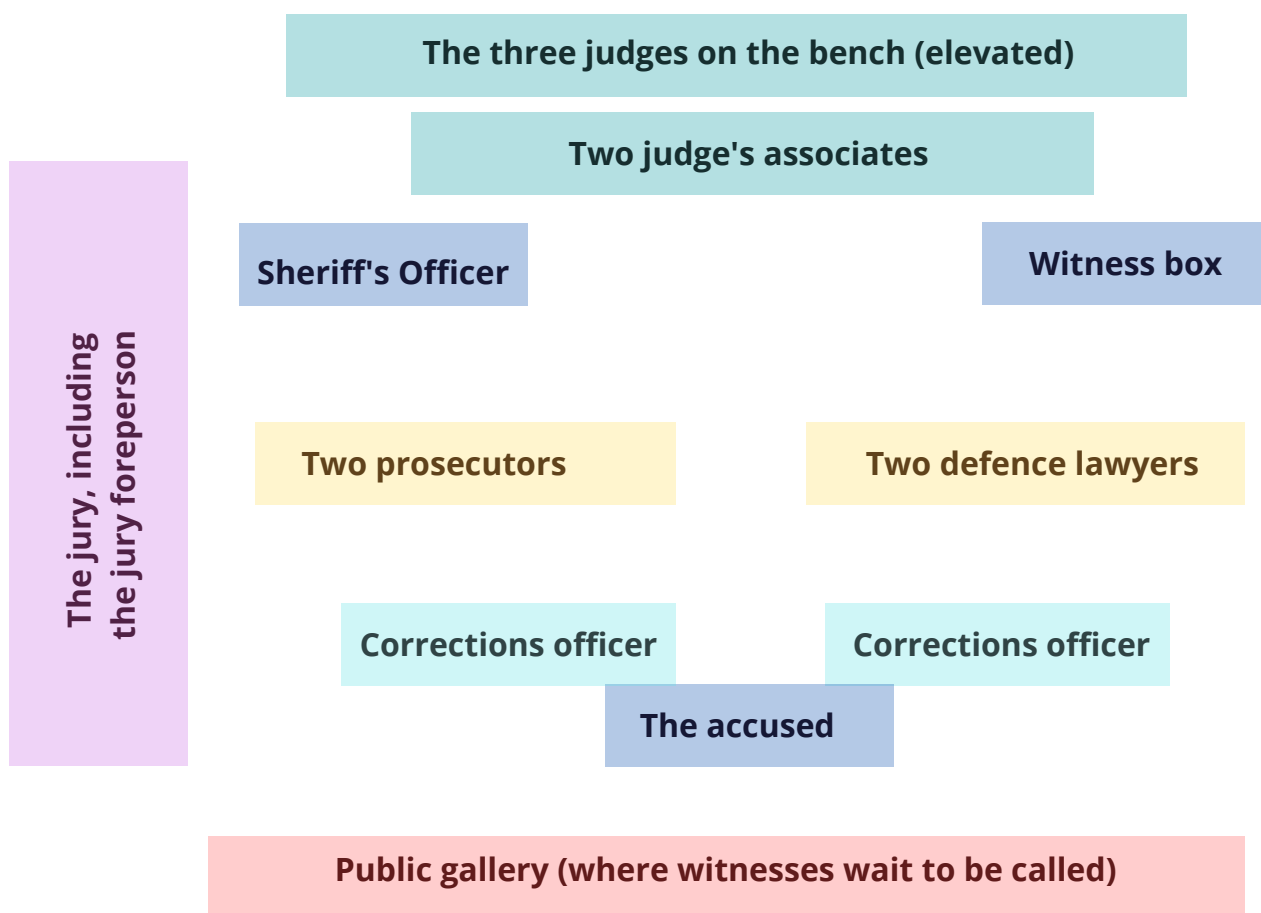 The three judges on the bench (elevated)
Two judge's associates
Sheriff's Officer
Witness box
The jury, including
the jury foreperson
Two prosecutors
Two defence lawyers
Corrections officer
Corrections officer
The accused
Public gallery (where witnesses wait to be called)